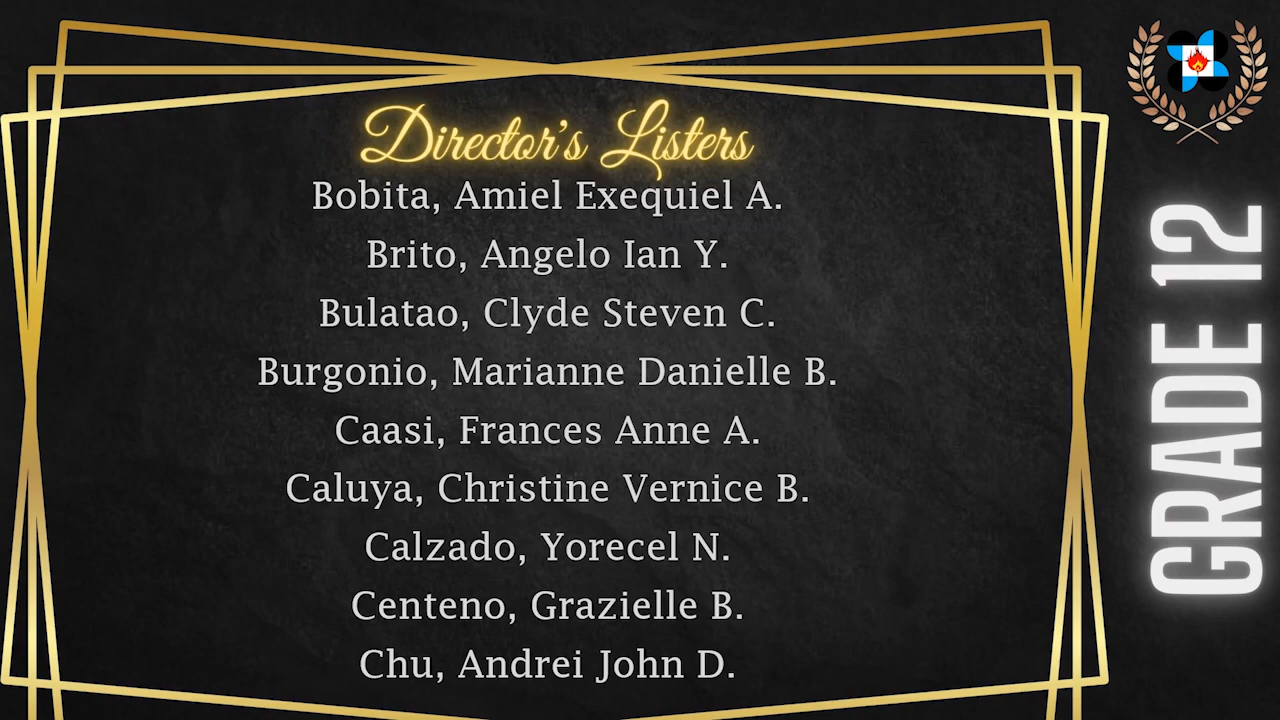 Director's Listers
Bobita, Amiel Exequiel A.
Brito, Angelo Ian Y.
Bulatao, Clyde Steven C.
Burgonio, Marianne Danielle B.
Caasi, Frances Anne A.
Caluya, Christine Vernice B.
Calzado, Yorecel N.
Centeno, Grazielle B.
Chu, Andrei John D.
GRADE 12